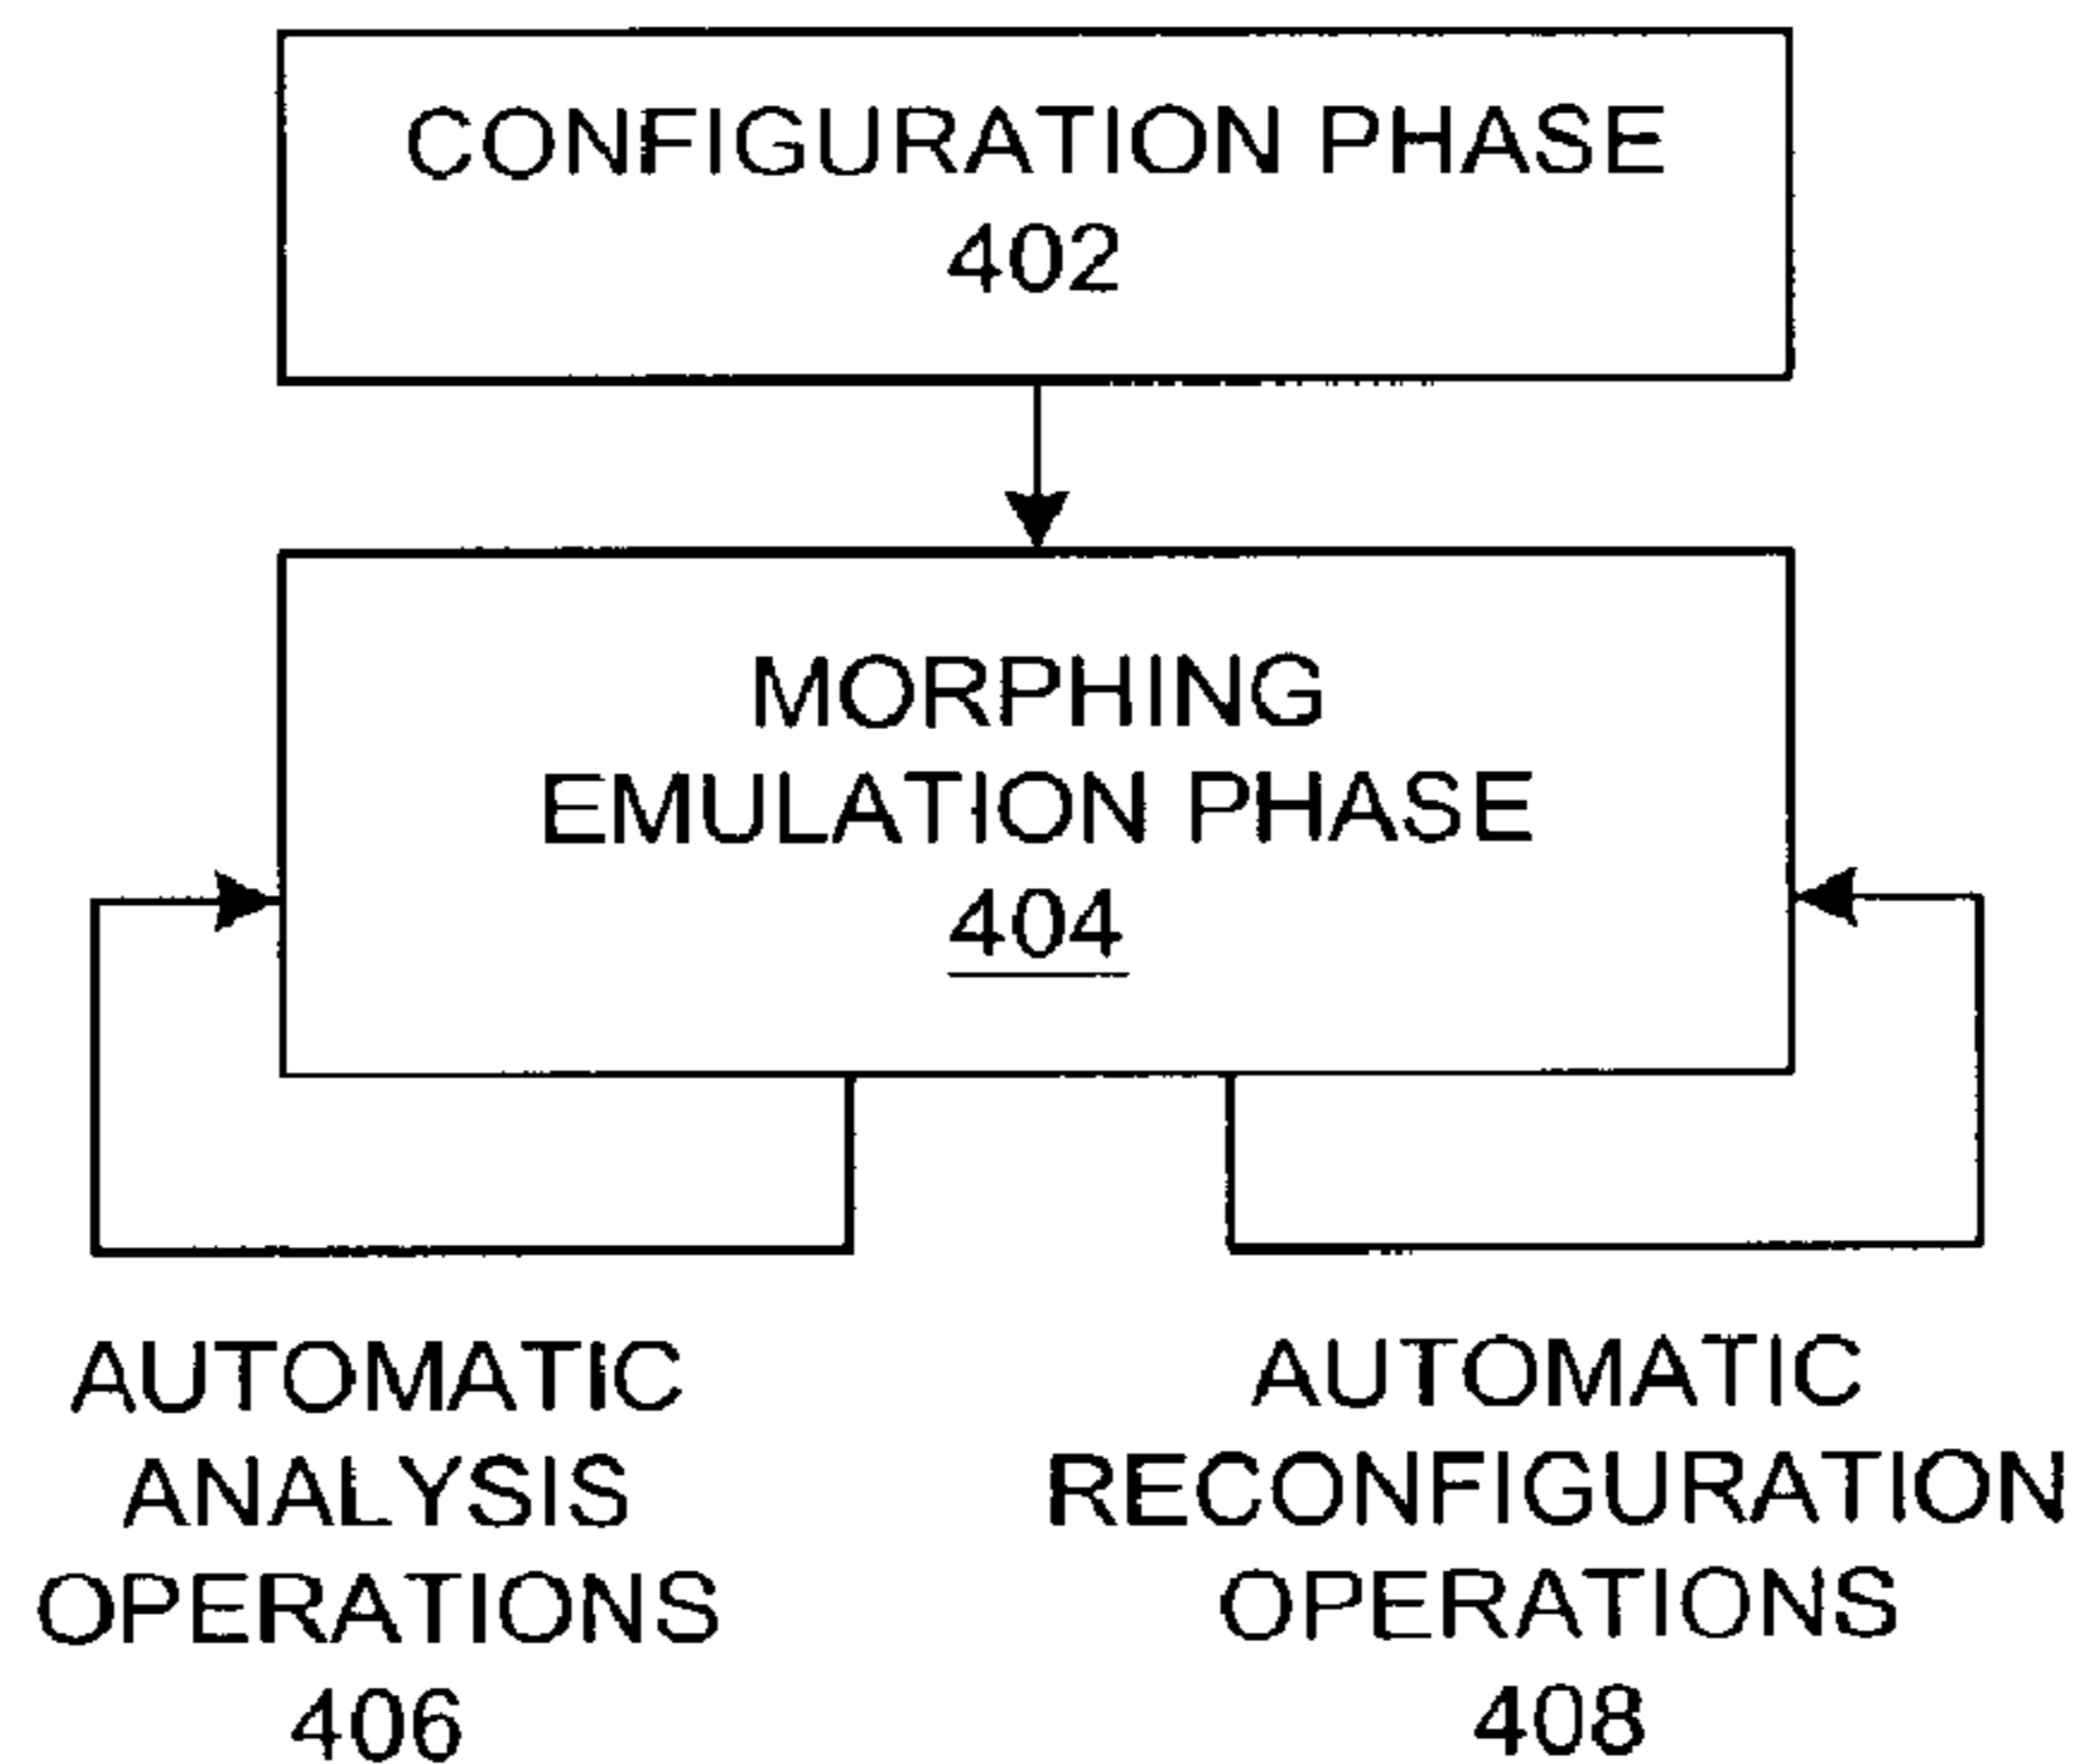 CONFIGURATION PHASE
402
MORPHING
EMULATION PHASE
404
AUTOMATIC
ANALYSIS
OPERATIONS
406
AUTOMATIC
RECONFIGURATION
OPERATIONS
408